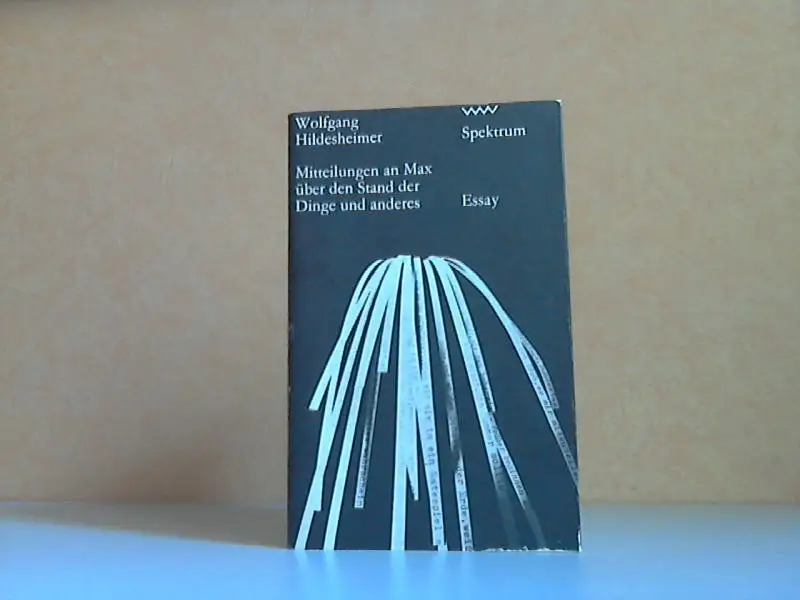 Wolfgang
Hildesheimer
Spektrum
Mitteilungen an Max
über den Stand der
Dinge und anderes
Essay